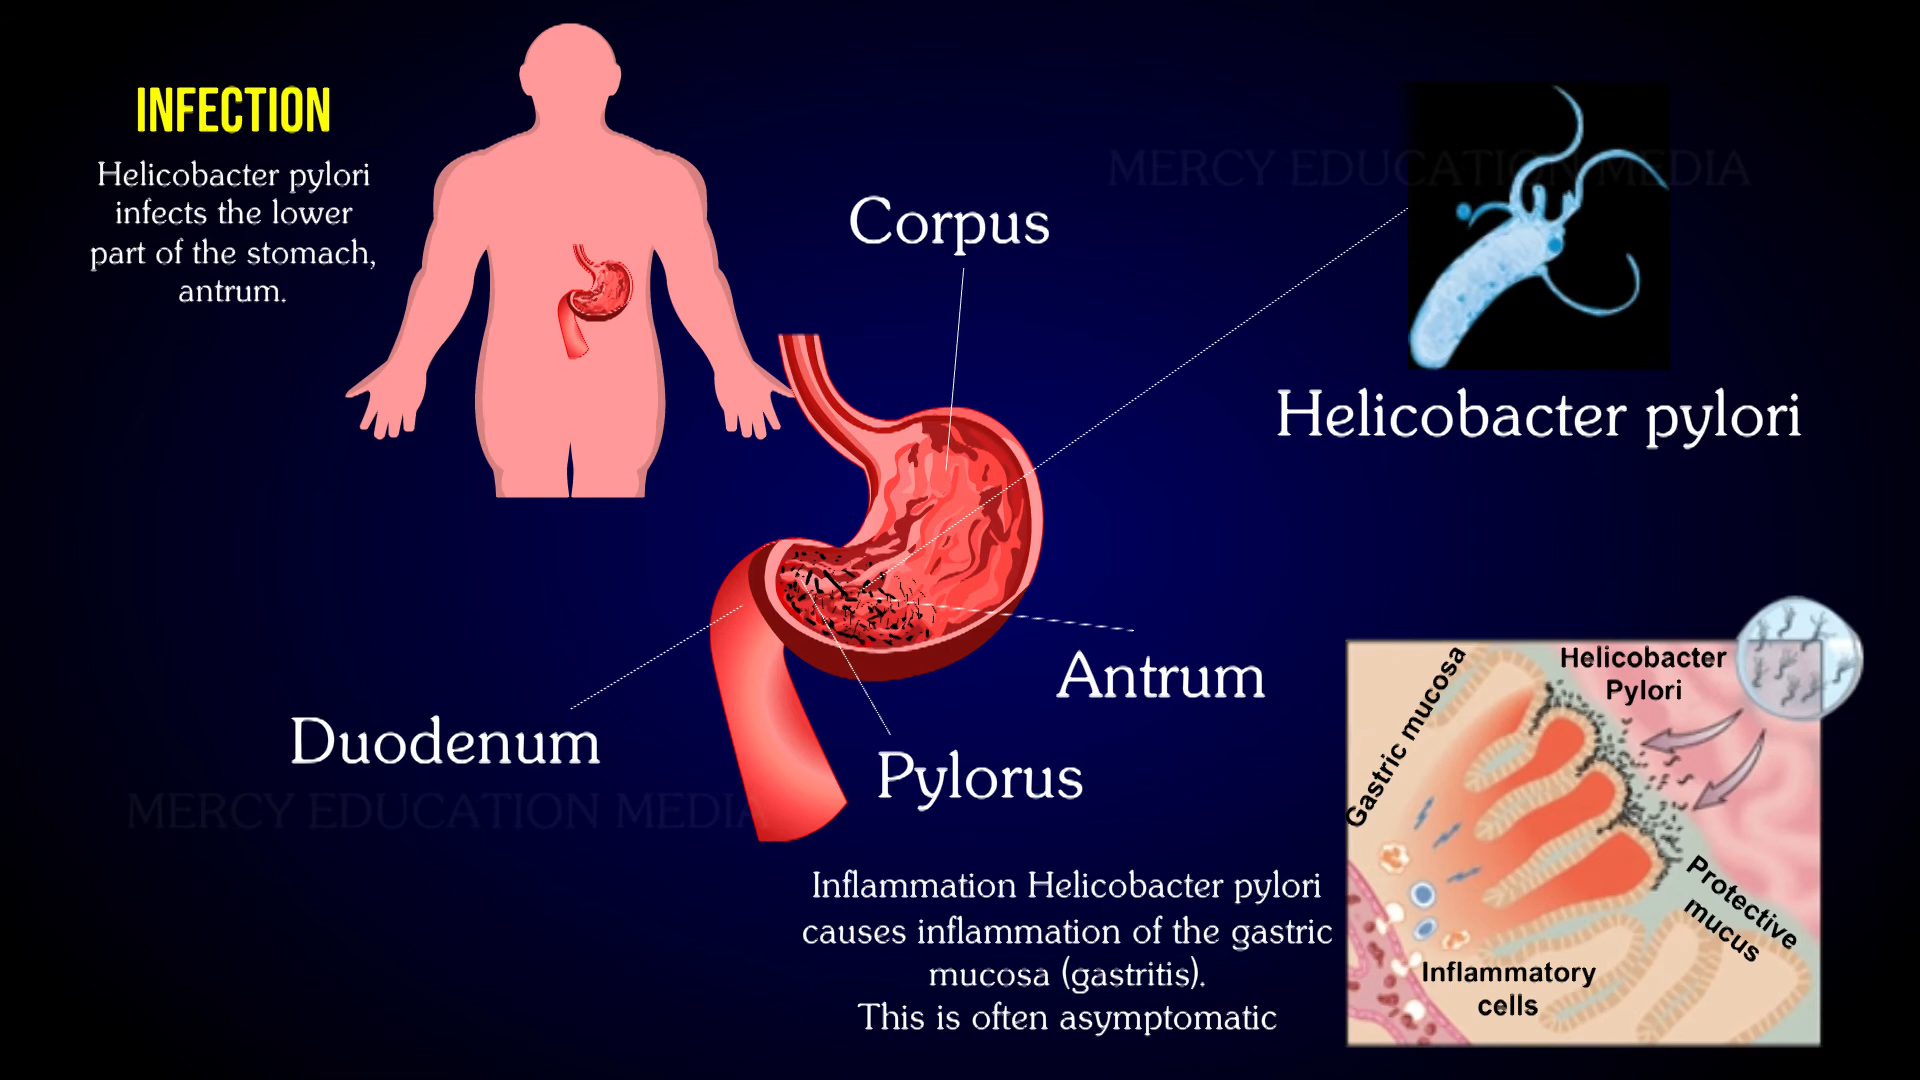 INFECTION
Helicobacter pylori
infects the lower
part of the stomach,
antrum.
MERCY EDUCATION MEDIA
Corpus
Helicobacter pylori
Antrum
Duodenum
Pylorus
MERCY EDUCATION MEDIA
Inflammation Helicobacter pylori
causes inflammation of the gastric
mucosa (gastritis).
This is often asymptomatic
Gastric mucosa
Helicobacter
Pylori
Protective
mucus
Inflammatory
cells